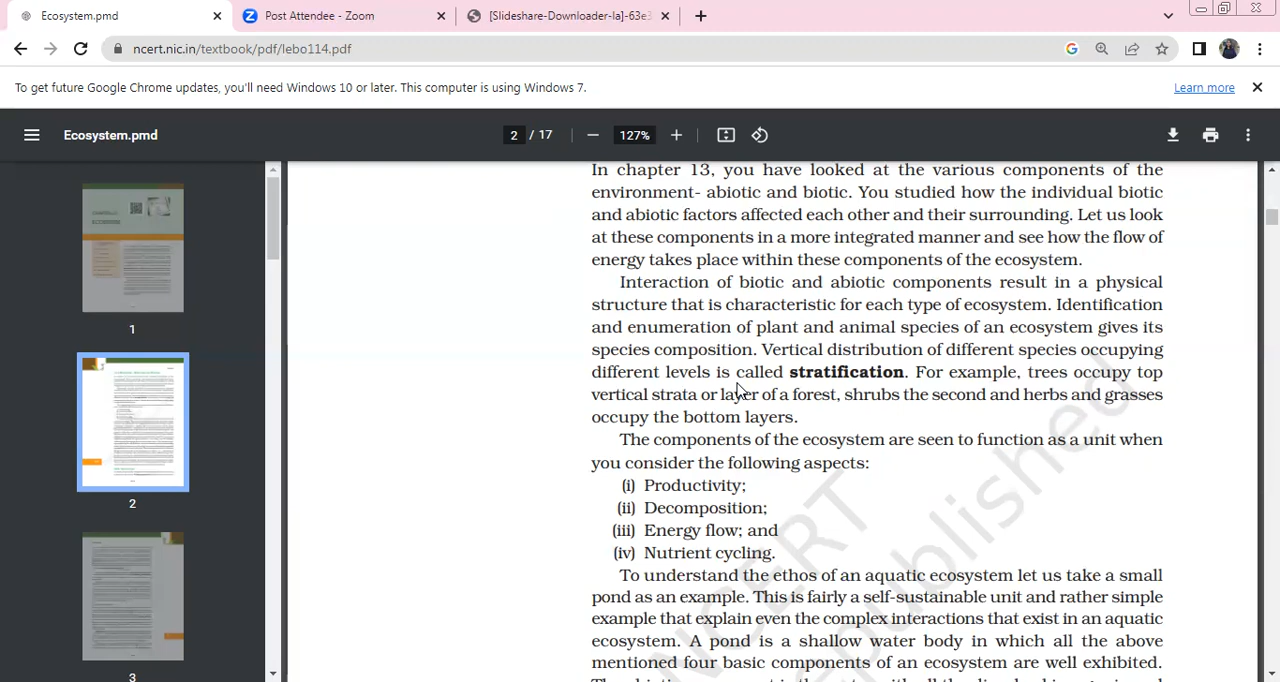 Ecosystem.pmd
Post Attendee - Zoom
[Slideshare-Downloader-la]-63e3
ncert.nic.in/textbook/pdf/lebo114.pdf
To get future Google Chrome updates, you'll need Windows 10 or later. This computer is using Windows 7.
Learn more
Ecosystem.pmd
2 / 17
127%
In chapter 13, you have looked at the various components of the
environment- abiotic and biotic. You studied how the individual biotic
and abiotic factors affected each other and their surrounding. Let us look
at these components in a more integrated manner and see how the flow of
energy takes place within these components of the ecosystem.
Interaction of biotic and abiotic components result in a physical
structure that is characteristic for each type of ecosystem. Identification
and enumeration of plant and animal species of an ecosystem gives its
species composition. Vertical distribution of different species occupying
different levels is called stratification. For example, trees occupy top
vertical strata or layer of a forest, shrubs the second and herbs and grasses
occupy the bottom layers.
The components of the ecosystem are seen to function as a unit when
you consider the following aspects:
(i) Productivity;
(ii) Decomposition;
(iii) Energy flow; and
(iv) Nutrient cycling.
To understand the ethos of an aquatic ecosystem let us take a small
pond as an example. This is fairly a self-sustainable unit and rather simple
example that explain even the complex interactions that exist in an aquatic
ecosystem. A pond is a shallow water body in which all the above
mentioned four basic components of an ecosystem are well exhibited.
1
2
3
NCERT
republished